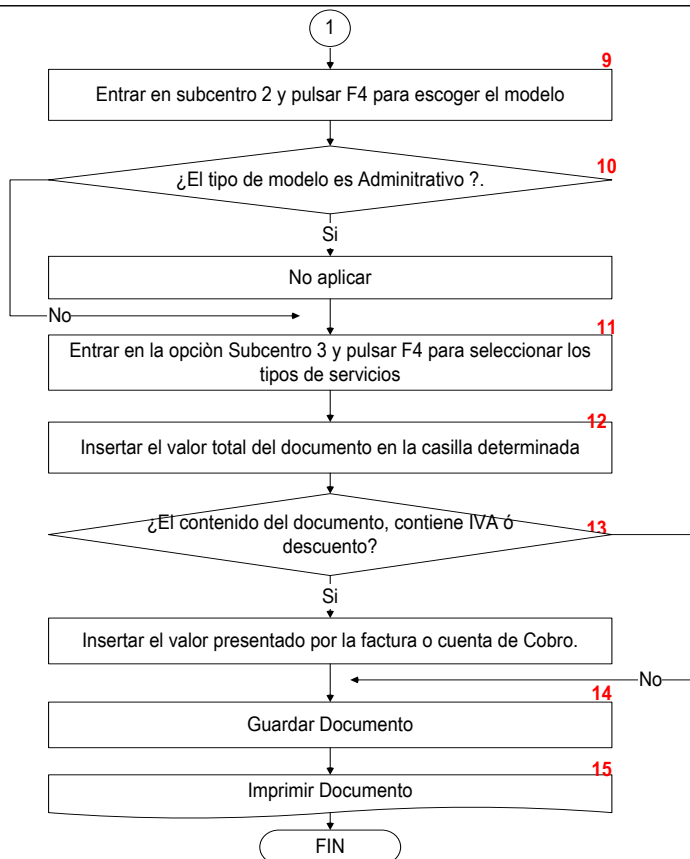 1
9
Entrar en subcentro 2 y pulsar F4 para escoger el modelo
10
¿El tipo de modelo es Adminitrativo ?.
Si
No aplicar
No
11
Entrar en la opciòn Subcentro 3 y pulsar F4 para seleccionar los
tipos de servicios
12
Insertar el valor total del documento en la casilla determinada
¿El contenido del documento, contiene IVA ó
13
descuento?
Si
Insertar el valor presentado por la factura o cuenta de Cobro.
No
14
Guardar Documento
15
Imprimir Documento
FIN